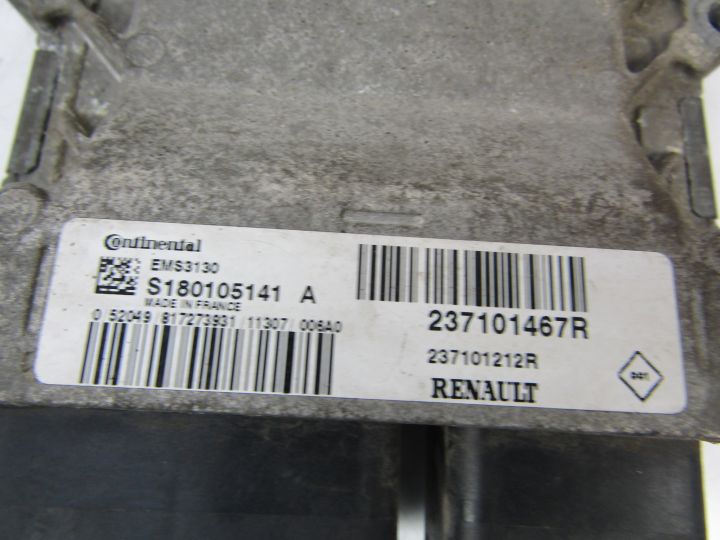 Continental
EMS3130
S180105141 A
MADE IN FRANCE
0 52049 817273931 11307 006A0
237101467R
237101212R
RENAULT